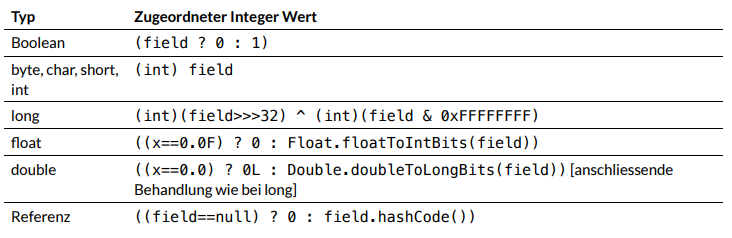 Typ Zugeordneter Integer Wert
Boolean (field ? 0 : 1)
byte, char, short, (int) field
int
long (int)(field>>>32) ^ (int)(field & 0xFFFFFFFF)
float ((x==0.0F) ? 0 : Float.floatToIntBits(field))
double ((x==0.0) ? 0L : Double.doubleToLongBits(field)) [anschliessende
Behandlung wie bei long]
Referenz ((field==null) ? 0 : field.hashCode())